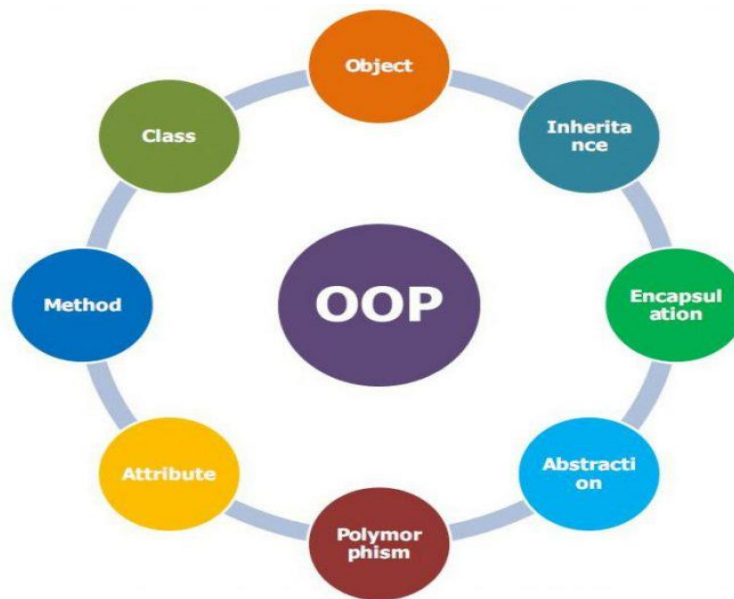 Object
Inherita
nce
Encapsul
ation
Abstracti
on
Polymor
phism
Attribute
Method
Class
OOP